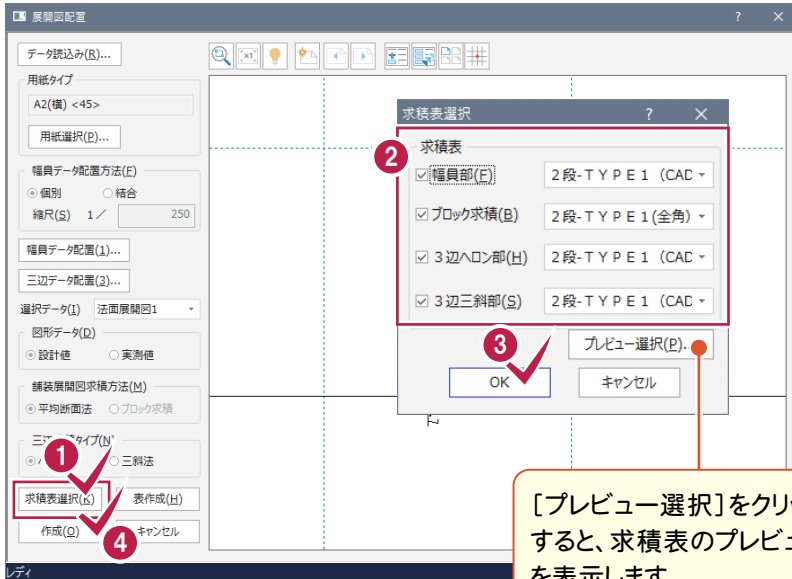 展開図配置
データ読込み(R)...
用紙タイプ
A2(横) <45>
用紙選択(P)...
幅員データ配置方法(F)
個別 結合
縮尺(S) 1／ 250
幅員データ配置(1)...
三辺データ配置(3)...
選択データ(I) 法面展開図1
図形データ(D)
設計値 実測値
舗装展開図求積方法(M)
平均断面法 ブロック求積
タイプ(N)
三斜法
1
求積表選択(K) 表作成(H)
作成(O) キャンセル
4
レディ
求積表選択
2
求積表
幅員部(F) 2段-ＴＹＰＥ１ (CAD
ブロック求積(B) 2段-ＴＹＰＥ１(全角)
３辺ヘロン部(H) 2段-ＴＹＰＥ１ (CAD
３辺三斜部(S) 2段-ＴＹＰＥ１ (CAD
3
プレビュー選択(P)...
OK キャンセル
［プレビュー選択］をクリッ
すると、求積表のプレビュ
を表示します